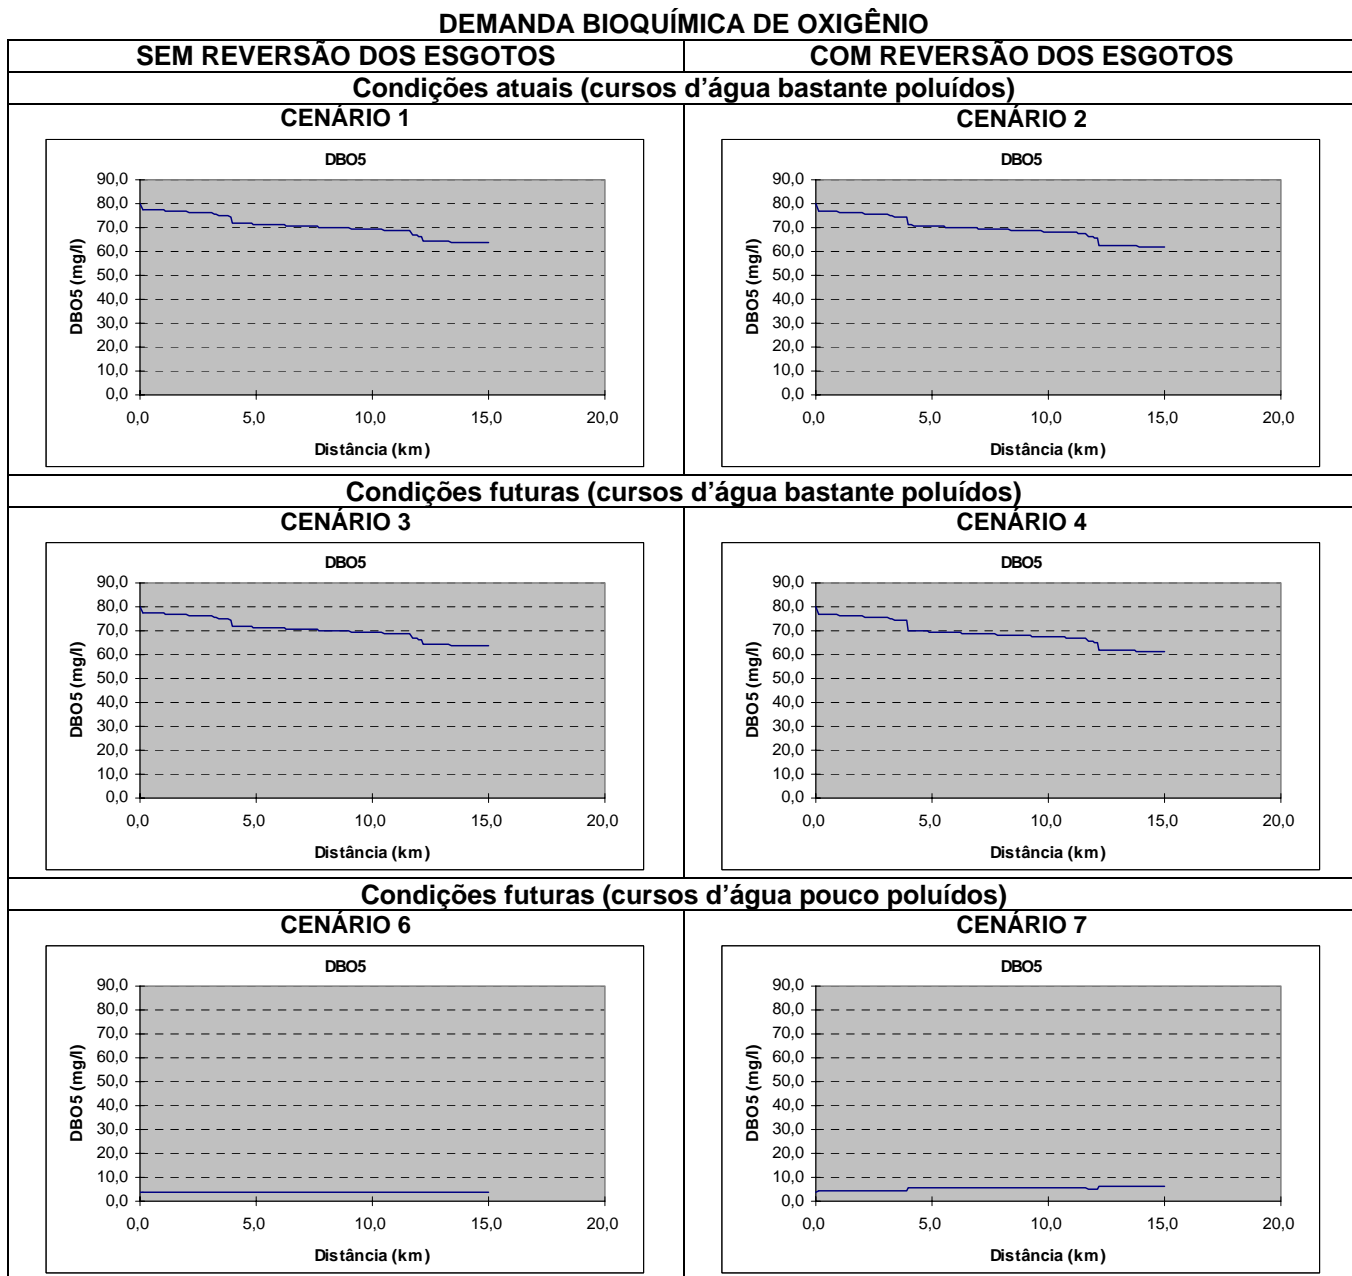 DEMANDA BIOQUÍMICA DE OXIGÊNIO
SEM REVERSÃO DOS ESGOTOS
COM REVERSÃO DOS ESGOTOS
Condições atuais (cursos d’água bastante poluídos)
CENÁRIO 1
DBO5
90,0
80,0
70,0
60,0
50,0
40,0
30,0
20,0
10,0
0,0
DBO5 (mg/l)
0,0 5,0 10,0 15,0 20,0
Distância (km)
CENÁRIO 2
DBO5
90,0
80,0
70,0
60,0
50,0
40,0
30,0
20,0
10,0
0,0
DBO5 (mg/l)
0,0 5,0 10,0 15,0 20,0
Distância (km)
Condições futuras (cursos d’água bastante poluídos)
CENÁRIO 3
DBO5
90,0
80,0
70,0
60,0
50,0
40,0
30,0
20,0
10,0
0,0
DBO5 (mg/l)
0,0 5,0 10,0 15,0 20,0
Distância (km)
CENÁRIO 4
DBO5
90,0
80,0
70,0
60,0
50,0
40,0
30,0
20,0
10,0
0,0
DBO5 (mg/l)
0,0 5,0 10,0 15,0 20,0
Distância (km)
Condições futuras (cursos d’água pouco poluídos)
CENÁRIO 6
DBO5
90,0
80,0
70,0
60,0
50,0
40,0
30,0
20,0
10,0
0,0
DBO5 (mg/l)
0,0 5,0 10,0 15,0 20,0
Distância (km)
CENÁRIO 7
DBO5
90,0
80,0
70,0
60,0
50,0
40,0
30,0
20,0
10,0
0,0
DBO5 (mg/l)
0,0 5,0 10,0 15,0 20,0
Distância (km)